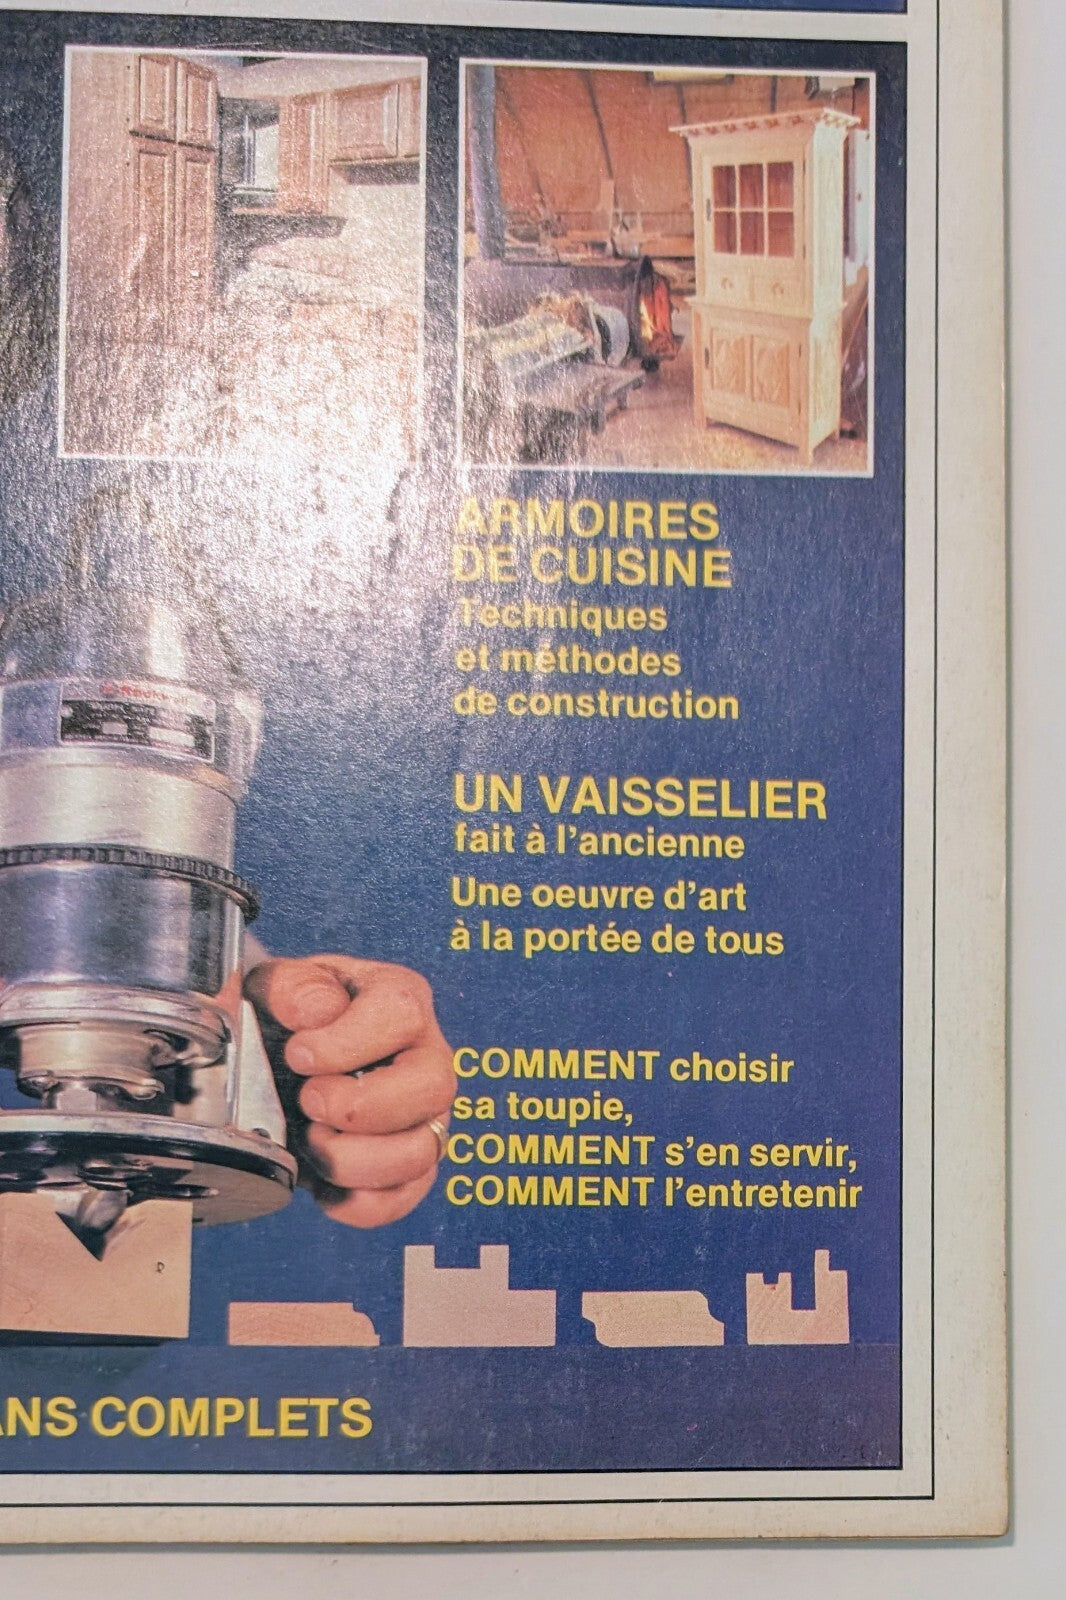 ARMOIRES
DE CUISINE
Techniques
et méthodes
de construction
UN VAISSELIER
fait à l'ancienne
Une oeuvre d'art
à la portée de tous
COMMENT choisir
sa toupie,
COMMENT s'en servir,
COMMENT l'entretenir
ANS COMPLETS